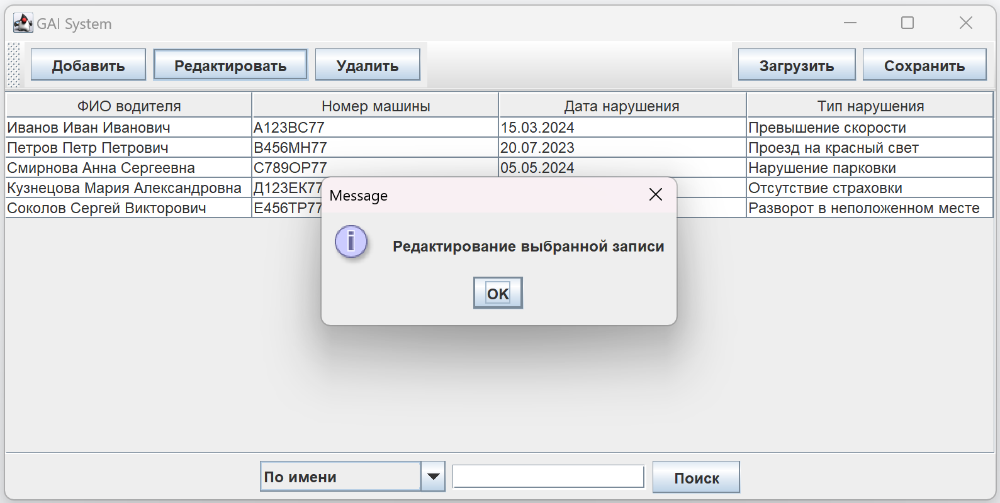 GAI System
Добавить Редактировать Удалить Загрузить Сохранить
ФИО водителя Номер машины Дата нарушения Тип нарушения
Иванов Иван Иванович А123ВС77 15.03.2024 Превышение скорости
Петров Петр Петрович В456МН77 20.07.2023 Проезд на красный свет
Смирнова Анна Сергеевна С789ОР77 05.05.2024 Нарушение парковки
Кузнецова Мария Александровна Д123ЕК77 Отсутствие страховки
Соколов Сергей Викторович Е456ТР77 Разворот в неположенном месте
Message
Редактирование выбранной записи
OK
По имени Поиск